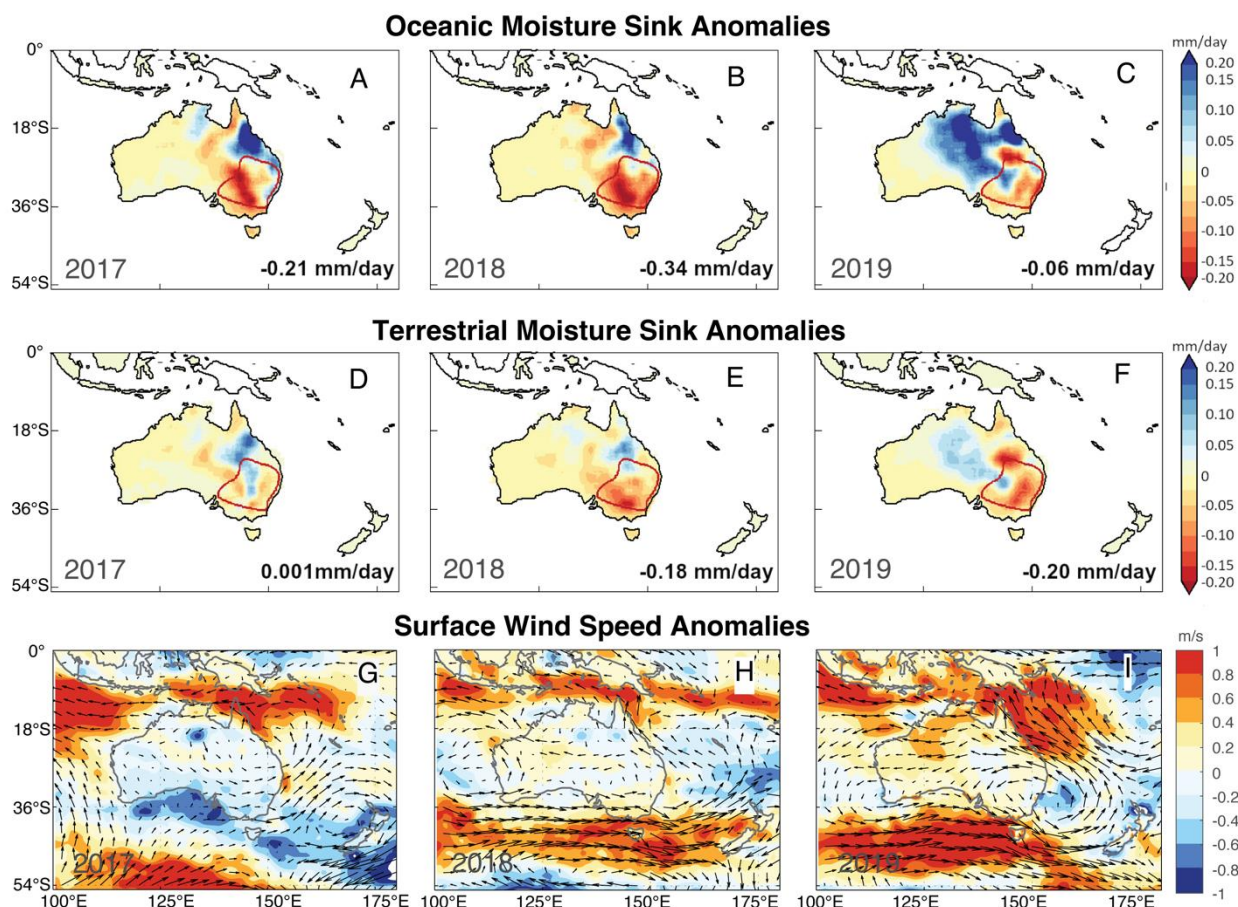 Oceanic Moisture Sink Anomalies
mm/day
0°
18°S
36°S
54°S
A
2017
-0.21 mm/day
B
2018
-0.34 mm/day
C
2019
-0.06 mm/day
0.20
0.15
0.10
0.05
0
-0.05
-0.10
-0.15
-0.20
Terrestrial Moisture Sink Anomalies
mm/day
0°
18°S
36°S
54°S
D
2017
0.001mm/day
E
2018
-0.18 mm/day
F
2019
-0.20 mm/day
0.20
0.15
0.10
0.05
0
-0.05
-0.10
-0.15
-0.20
Surface Wind Speed Anomalies
m/s
0°
18°S
36°S
54°S
G
2017
H
2018
I
2019
1
0.8
0.6
0.4
0.2
0
-0.2
-0.4
-0.6
-0.8
-1
100°E 125°E 150°E 175°E
100°E 125°E 150°E 175°E
100°E 125°E 150°E 175°E